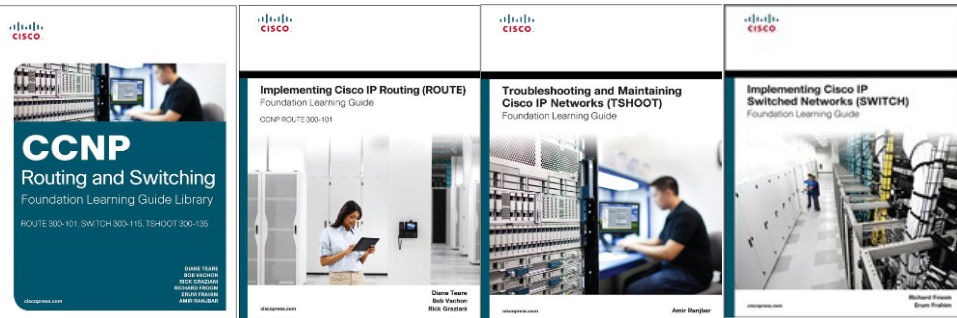 CISCO.
CCNP
Routing and Switching
Foundation Learning Guide Library
ROUTE 300-101, SWITCH 300-115, TSHOOT 300-135
DIANE TEARE
BOB VACHON
RICK GRAZIANI
RICHARD FROOM
ERUM FRAHIM
AMIR RANJBAR
ciscopress.com
CISCO.
Implementing Cisco IP Routing (ROUTE)
Foundation Learning Guide
CCNP ROUTE 300-101
Diane Teare
Bob Vachon
Rick Graziani
ciscopress.com
CISCO.
Troubleshooting and Maintaining
Cisco IP Networks (TSHOOT)
Foundation Learning Guide
Amir Ranjbar
ciscopress.com
CISCO.
Implementing Cisco IP
Switched Networks (SWITCH)
Foundation Learning Guide
Richard Froom
Erum Frahim
ciscopress.com